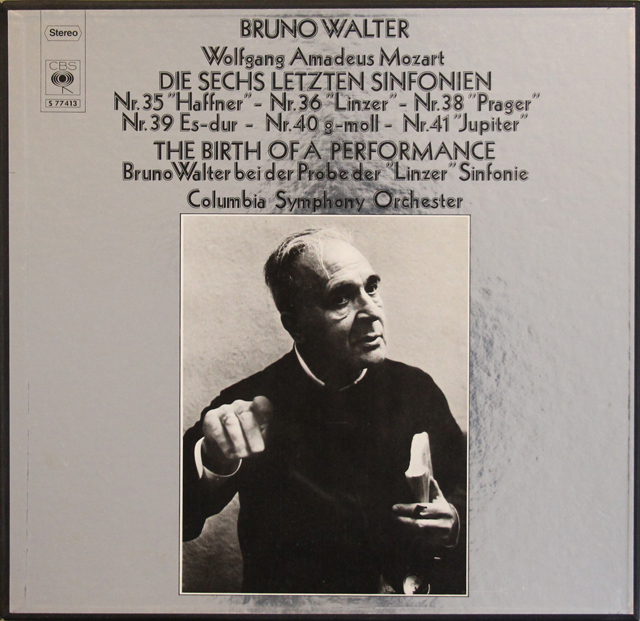 Stereo
CBS
S 77413
BRUNO WALTER
Wolfgang Amadeus Mozart
DIE SECHS LETZTEN SINFONIEN
Nr.35 "Haffner" - Nr.36 "Linzer" - Nr.38 "Prager"
Nr.39 Es-dur - Nr.40 g-moll - Nr.41 "Jupiter"
THE BIRTH OF A PERFORMANCE
Bruno Walter bei der Probe der "Linzer" Sinfonie
Columbia Symphony Orchester